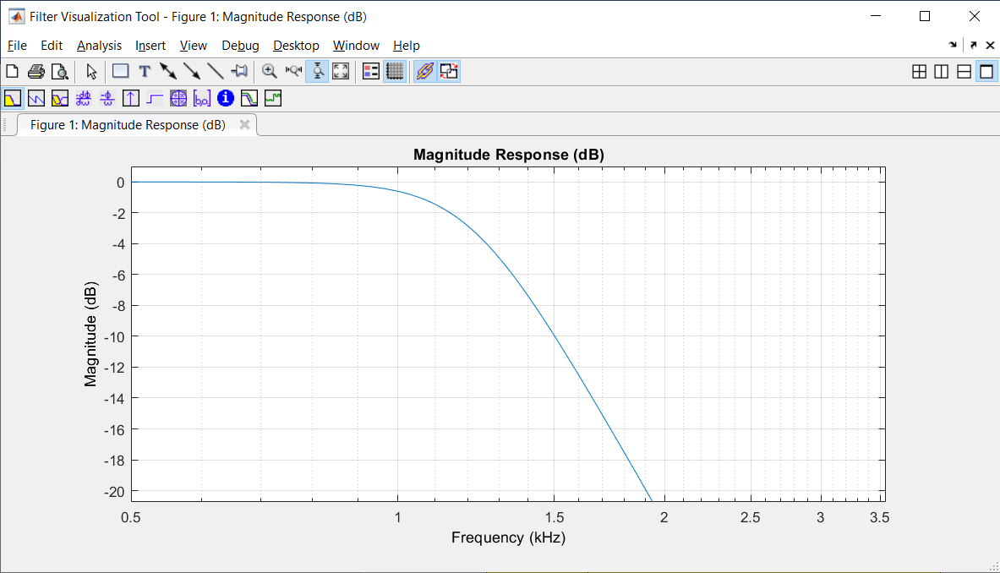 Filter Visualization Tool - Figure 1: Magnitude Response (dB)
File Edit Analysis Insert View Debug Desktop Window Help
T
[b,a] i
Figure 1: Magnitude Response (dB)
Magnitude Response (dB)
Magnitude (dB)
0
-2
-4
-6
-8
-10
-12
-14
-16
-18
-20
0.5 1 1.5 2 2.5 3 3.5
Frequency (kHz)